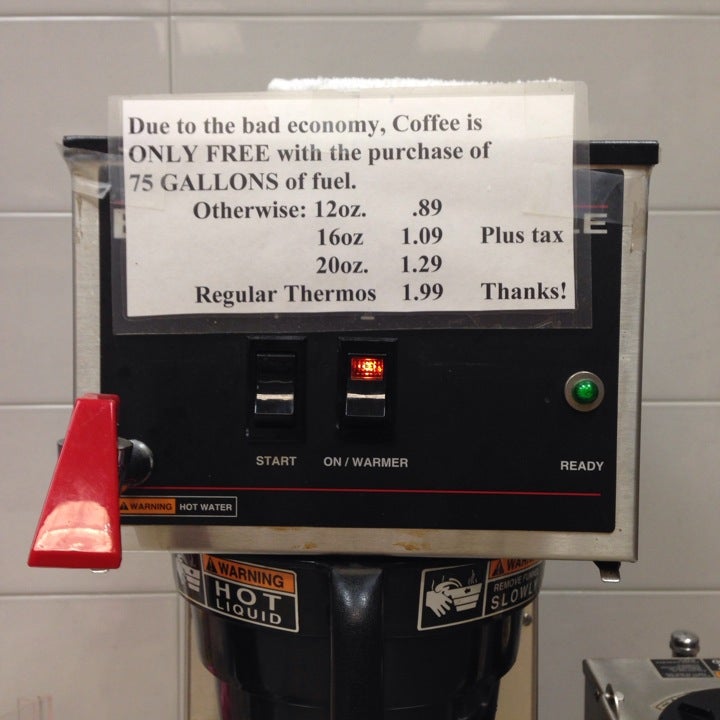 Due to the bad economy, Coffee is
ONLY FREE with the purchase of
75 GALLONS of fuel.
Otherwise: 12oz. .89
16oz 1.09 Plus tax
20oz. 1.29
Regular Thermos 1.99 Thanks!
START ON / WARMER
READY
WARNING HOT WATER
WARNING
HOT
LIQUID
REMOVE
SLOWLY